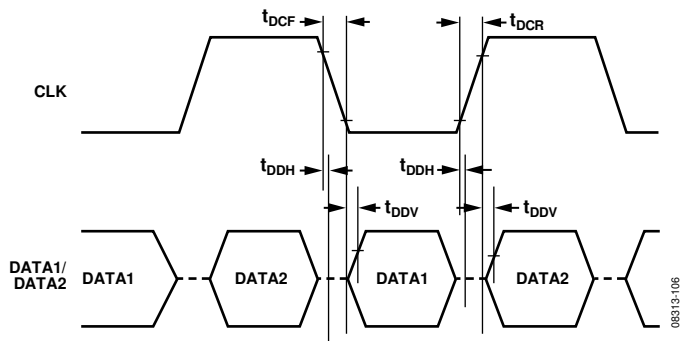 tDCF
tDCR
CLK
tDDH
tDDH
tDDV
tDDV
DATA1/
DATA2
DATA1
DATA2
DATA1
DATA2
08313-106